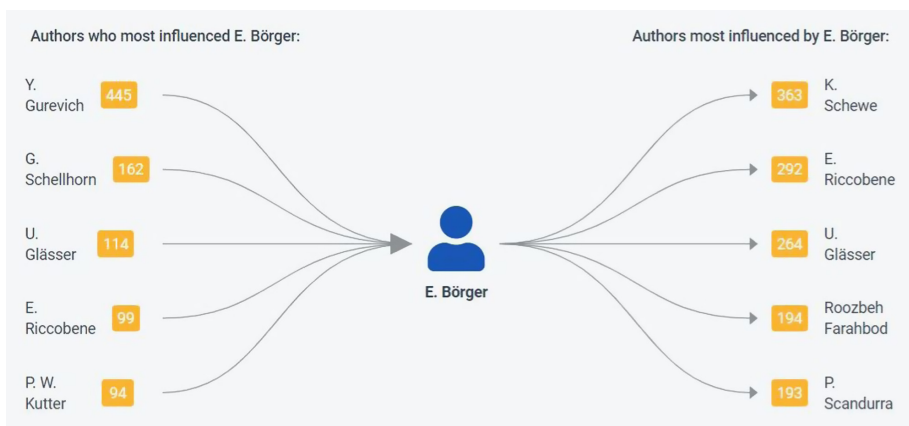 Authors who most influenced E. Börger:
Y.
Gurevich 445
G.
Schellhorn 162
U.
Glässer 114
E.
Riccobene 99
P. W.
Kutter 94
E. Börger
Authors most influenced by E. Börger:
363 K.
Schewe
292 E.
Riccobene
264 U.
Glässer
194 Roozbeh
Farahbod
193 P.
Scandurra